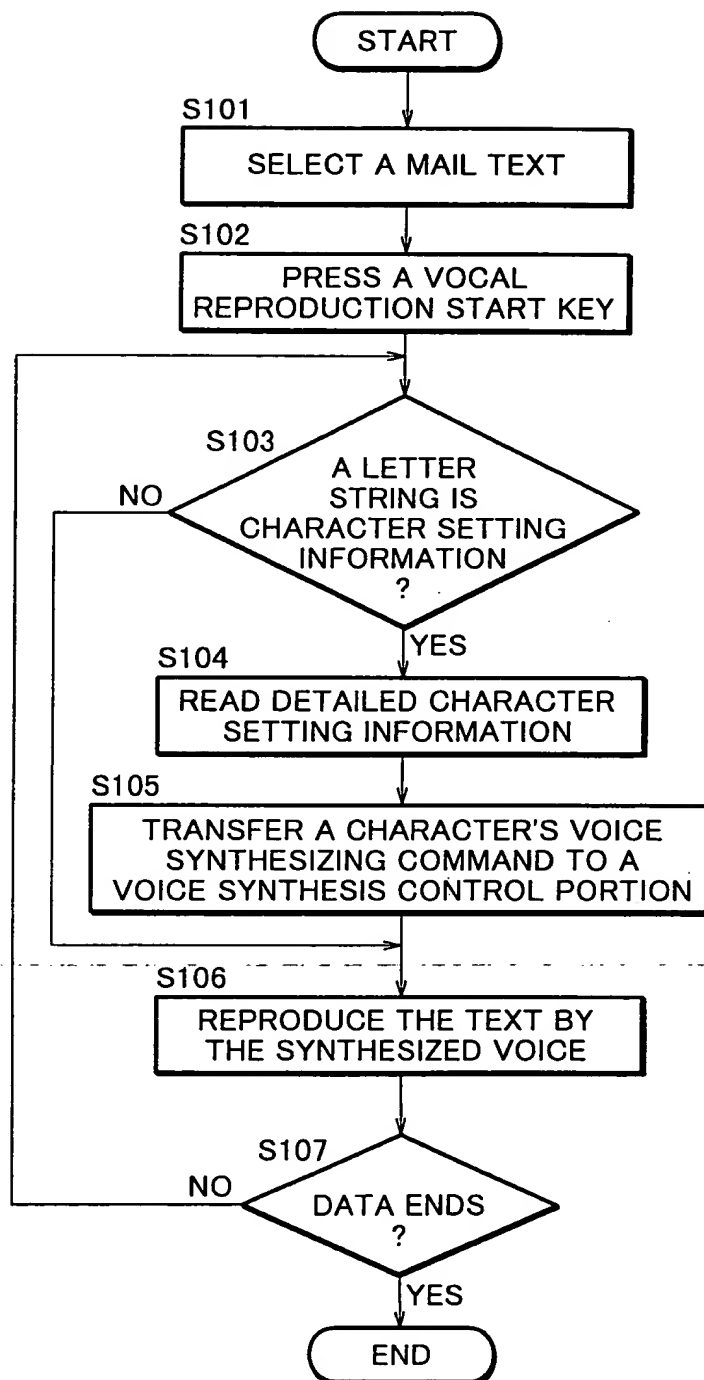 START
S101
SELECT A MAIL TEXT
S102
PRESS A VOCAL
REPRODUCTION START KEY
S103
A LETTER
STRING IS
CHARACTER SETTING
INFORMATION
?
NO
YES
S104
READ DETAILED CHARACTER
SETTING INFORMATION
S105
TRANSFER A CHARACTER'S VOICE
SYNTHESIZING COMMAND TO A
VOICE SYNTHESIS CONTROL PORTION
S106
REPRODUCE THE TEXT BY
THE SYNTHESIZED VOICE
S107
NO
DATA ENDS
?
YES
END